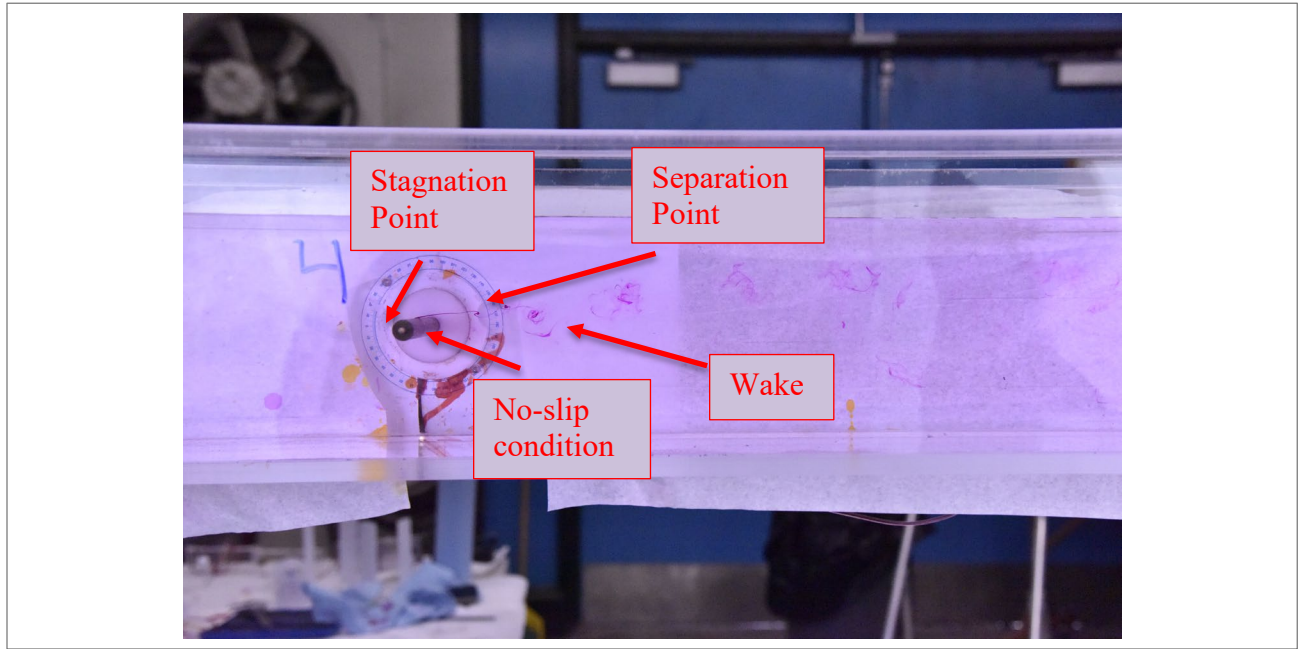 Stagnation
Point
Separation
Point
4
No-slip
condition
Wake